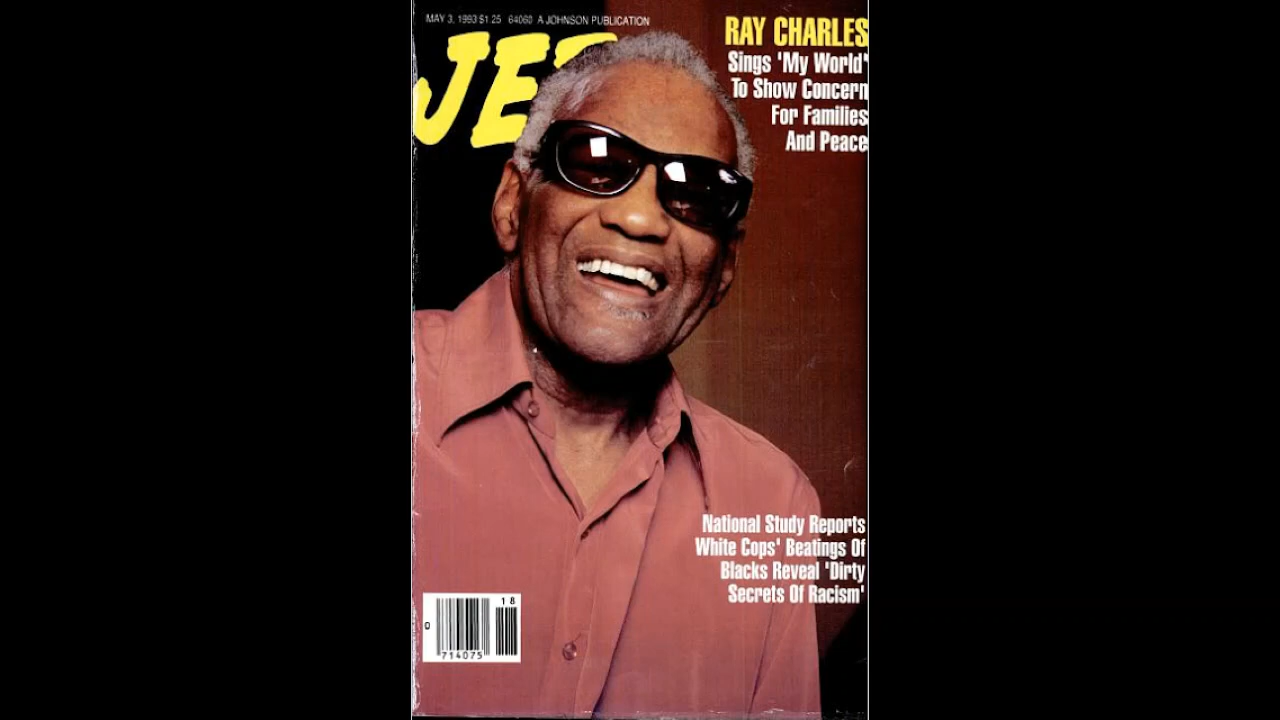 MAY 3, 1993 $1.25 64060 A JOHNSON PUBLICATION
JET
RAY CHARLES
Sings 'My World'
To Show Concern
For Families
And Peace
National Study Reports
White Cops' Beatings Of
Blacks Reveal 'Dirty
Secrets Of Racism'
18
0
714075